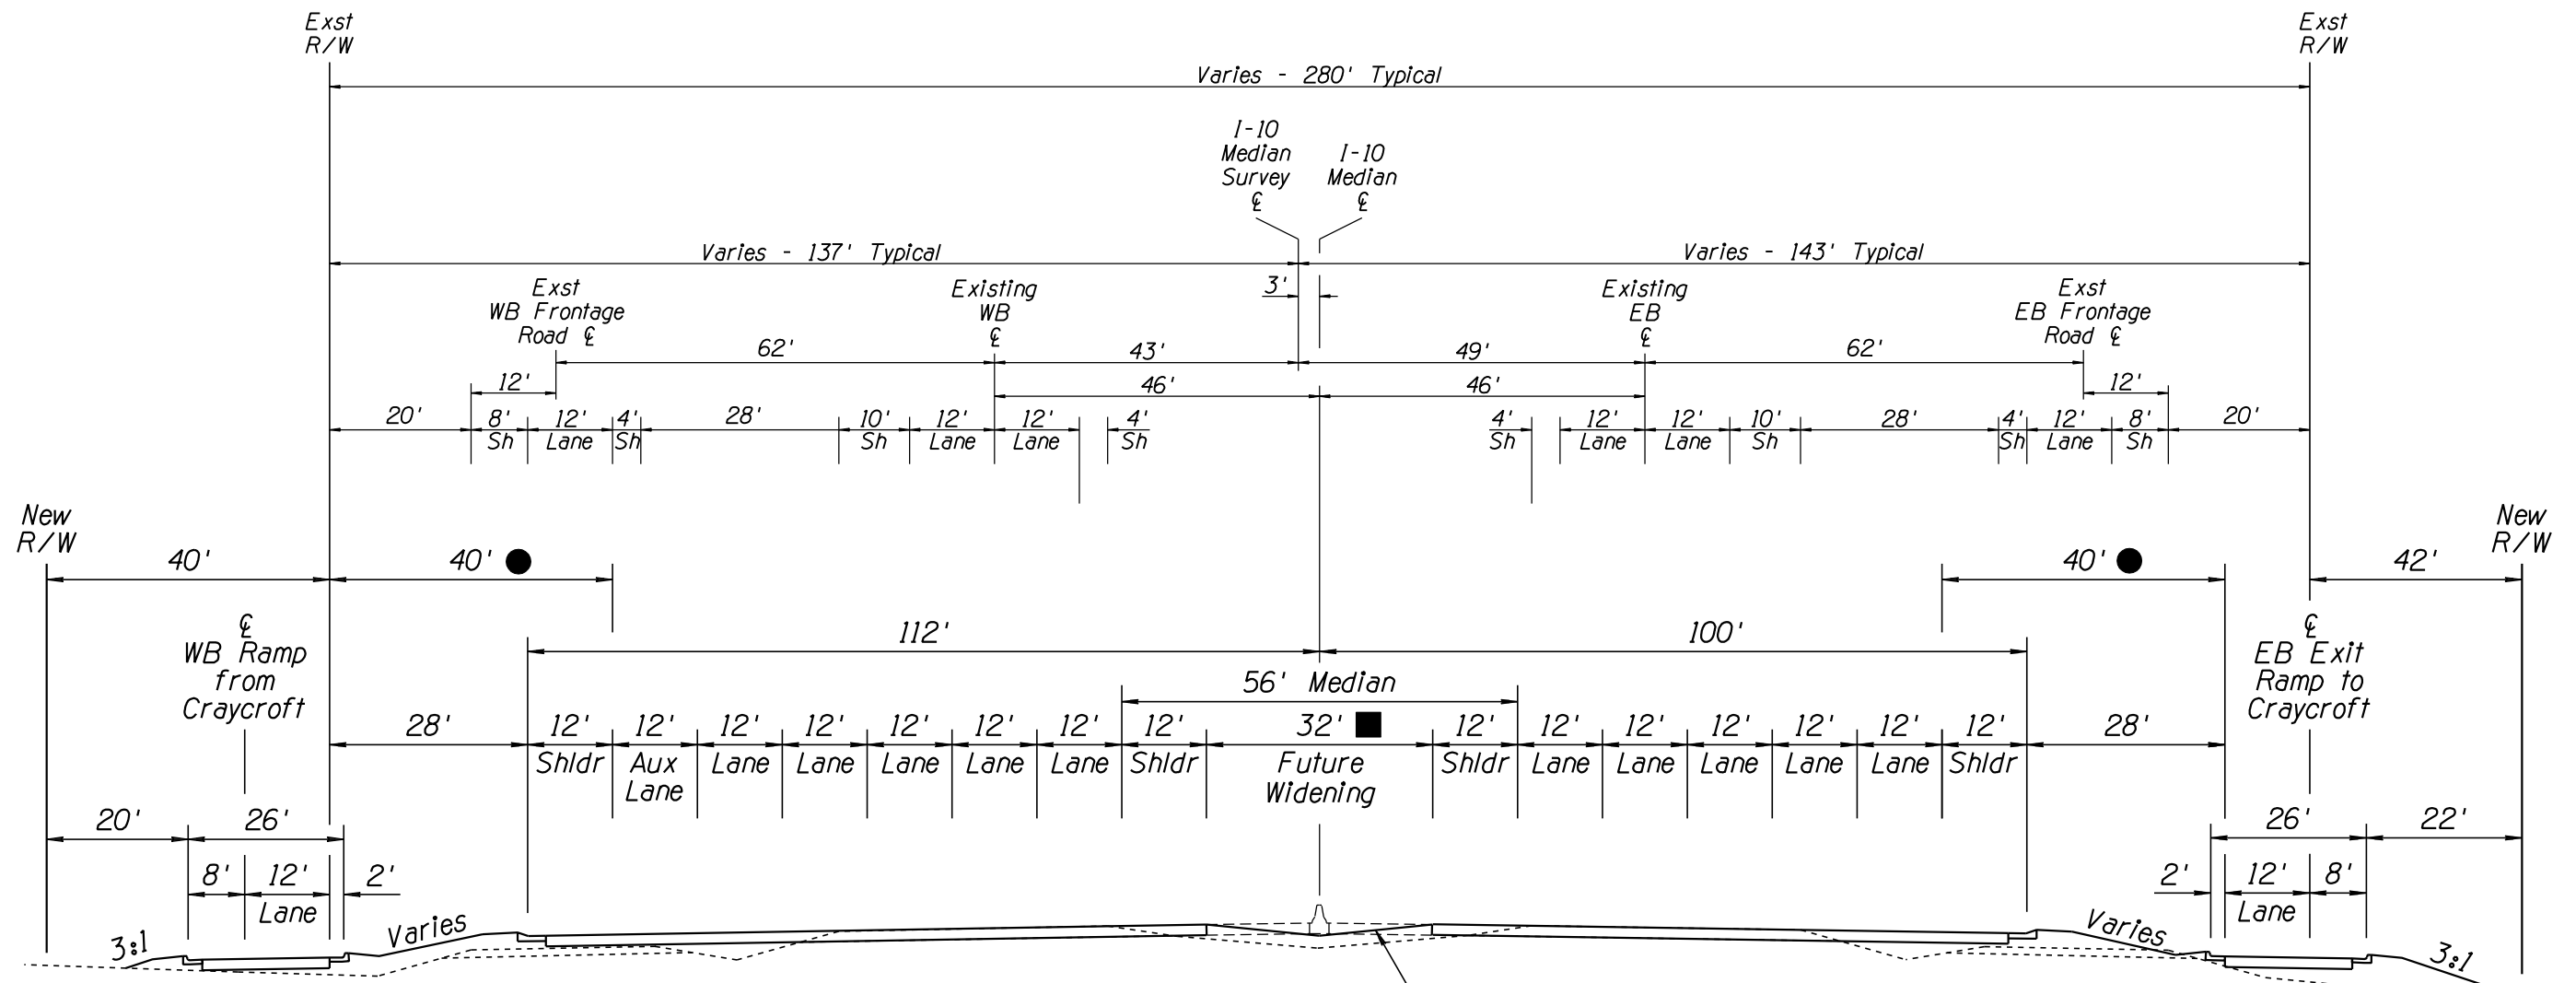 Exst
R/W
Exst
R/W
Varies - 280' Typical
I-10
Median
Survey
℄
I-10
Median
℄
Varies - 137' Typical
Varies - 143' Typical
3'
Exst
WB Frontage
Road ℄
Existing
WB
℄
Existing
EB
℄
Exst
EB Frontage
Road ℄
62'
43'
49'
62'
12'
46'
46'
12'
20'
8'
Sh
12'
Lane
4'
Sh
28'
10'
Sh
12'
Lane
12'
Lane
4'
Sh
4'
Sh
12'
Lane
12'
Lane
10'
Sh
28'
4'
Sh
12'
Lane
8'
Sh
20'
New
R/W
New
R/W
40'
40'
40'
42'
℄
WB Ramp
from
Craycroft
℄
EB Exit
Ramp to
Craycroft
112'
100'
56' Median
28'
12'
Shldr
12'
Aux
Lane
12'
Lane
12'
Lane
12'
Lane
12'
Lane
12'
Lane
12'
Shldr
32'
Future
Widening
12'
Shldr
12'
Lane
12'
Lane
12'
Lane
12'
Lane
12'
Lane
12'
Shldr
28'
20'
26'
26'
22'
8'
12'
Lane
2'
2'
12'
Lane
8'
3:1
Varies
Varies
3:1